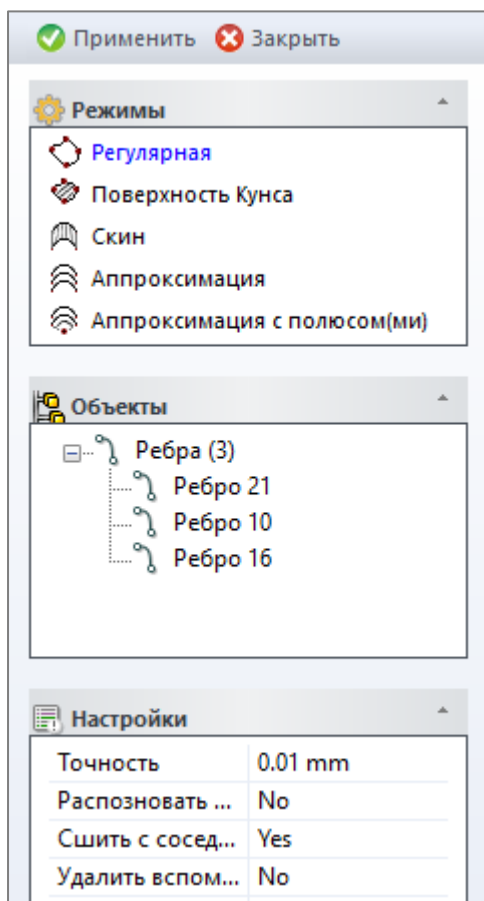 Применить Закрыть
Режимы
Регулярная
Поверхность Кунса
Скин
Аппроксимация
Аппроксимация с полюсом(ми)
Объекты
Ребра (3)
Ребро 21
Ребро 10
Ребро 16
Настройки
Точность 0.01 mm
Распозновать ... No
Сшить с сосед... Yes
Удалить вспом... No